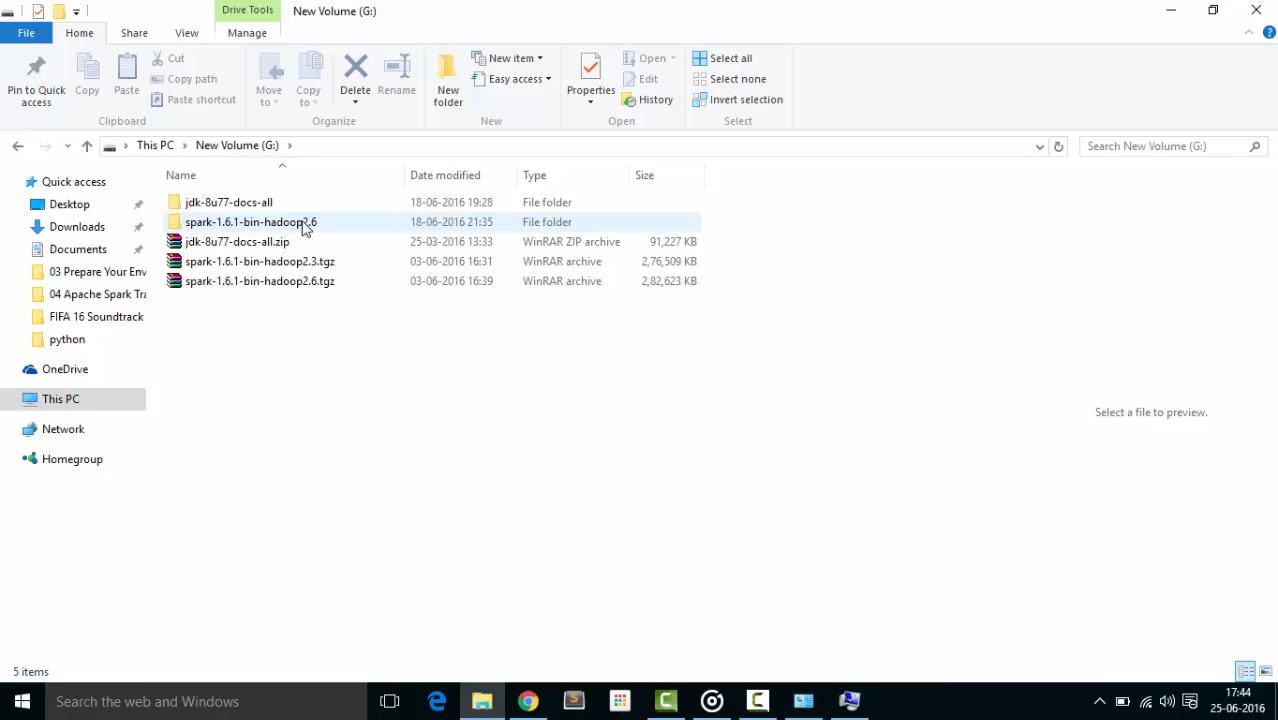 Drive Tools New Volume (G:)
File Home Share View Manage
Pin to Quick access
Copy
Paste
Cut
Copy path
Paste shortcut
Clipboard
Move to
Copy to
Delete
Rename
Organize
New folder
New item
Easy access
New
Properties
Open
Edit
History
Open
Select all
Select none
Invert selection
Select
This PC New Volume (G:)
Search New Volume (G:)
Name Date modified Type Size
jdk-8u77-docs-all 18-06-2016 19:28 File folder
spark-1.6.1-bin-hadoop2.6 18-06-2016 21:35 File folder
jdk-8u77-docs-all.zip 25-03-2016 13:33 WinRAR ZIP archive 91,227 KB
spark-1.6.1-bin-hadoop2.3.tgz 03-06-2016 16:31 WinRAR archive 2,76,509 KB
spark-1.6.1-bin-hadoop2.6.tgz 03-06-2016 16:39 WinRAR archive 2,82,623 KB
Quick access
Desktop
Downloads
Documents
03 Prepare Your Env
04 Apache Spark Tra
FIFA 16 Soundtrack
python
OneDrive
This PC
Network
Homegroup
Select a file to preview.
5 items
Search the web and Windows
17:44
25-06-2016